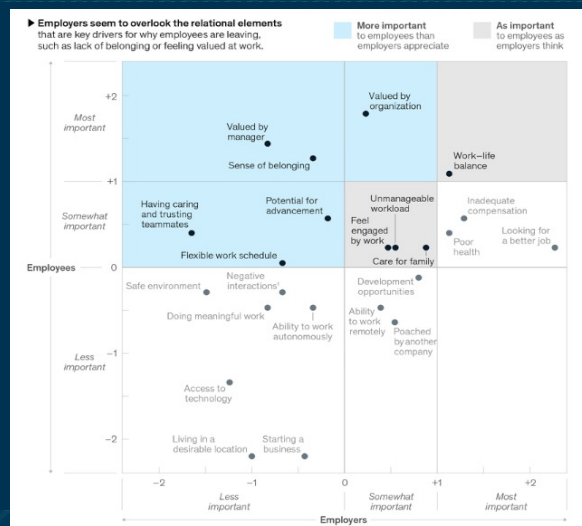 ▶ Employers seem to overlook the relational elements
that are key drivers for why employees are leaving,
such as lack of belonging or feeling valued at work.
More important
to employees than
employers appreciate
As important
to employees as
employers think
+2
Most
important
Valued by
organization
Valued by
manager
Sense of belonging
Work–life
balance
+1
Somewhat
important
Having caring
and trusting
teammates
Potential for
advancement
Unmanageable
workload
Feel
engaged
by work
Inadequate
compensation
Looking for
a better job
Poor
health
Flexible work schedule
Care for family
Employees
0
Safe environment
Negative
interactions¹
Development
opportunities
Doing meaningful work
Ability to work
autonomously
Ability
to work
remotely
Poached
by another
company
−1
Less
important
Access to
technology
−2
Living in a
desirable location
Starting a
business
−2
−1
0
+1
+2
Less
important
Somewhat
important
Most
important
Employers